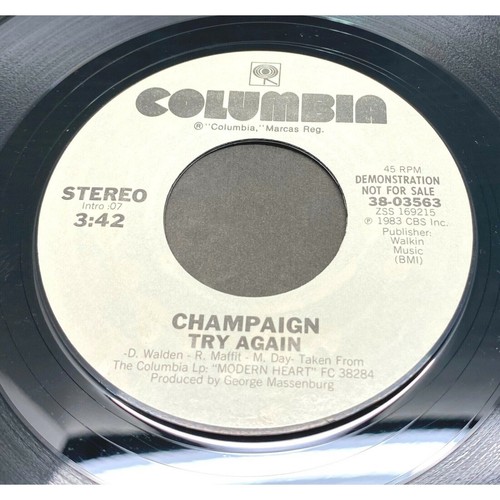 COLUMBIA
® "Columbia," Marcas Reg.
STEREO
Intro :07
3:42
45 RPM
DEMONSTRATION
NOT FOR SALE
38-03563
ZSS 169215
℗ 1983 CBS Inc.
Publisher:
Walkin
Music
(BMI)
CHAMPAIGN
TRY AGAIN
-D. Walden - R. Maffit - M. Day- Taken From
The Columbia Lp: "MODERN HEART" FC 38284
Produced by George Massenburg